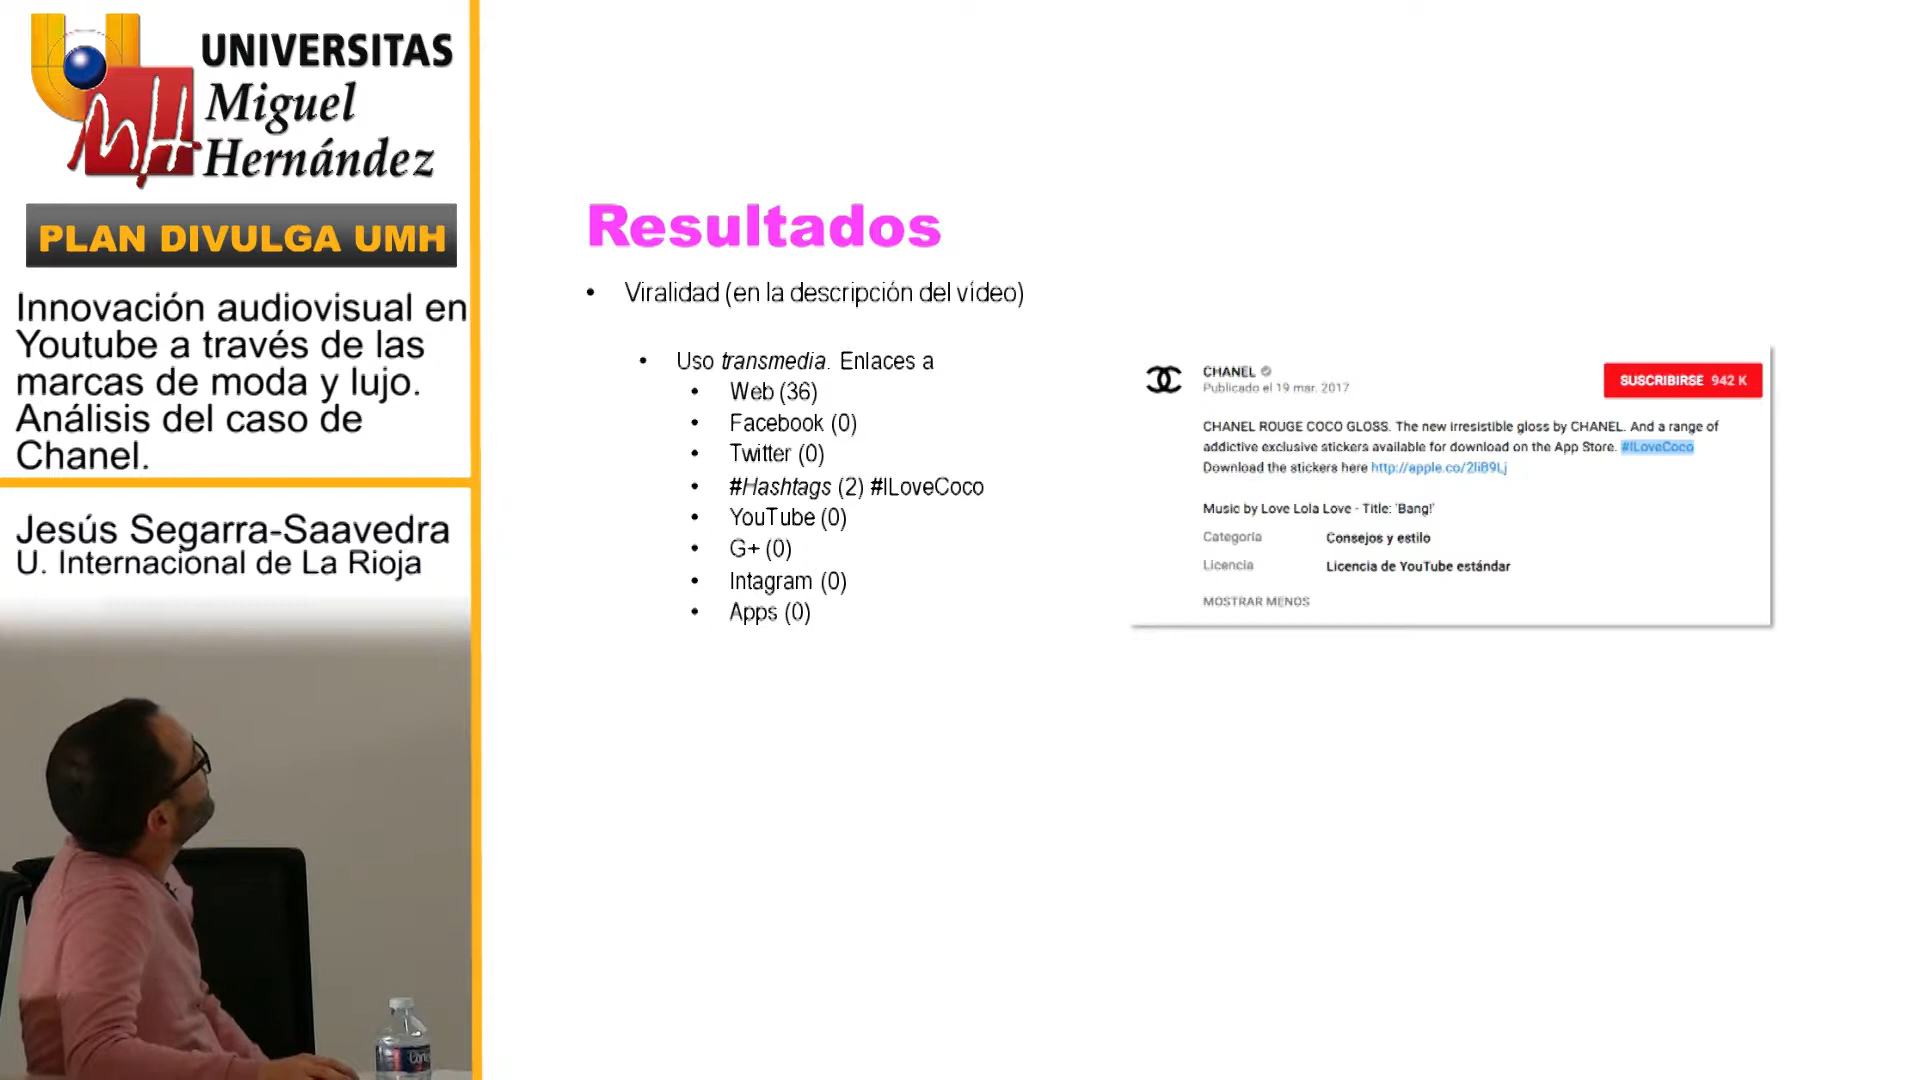 UNIVERSITAS
Miguel
Hernández
PLAN DIVULGA UMH
Innovación audiovisual en
Youtube a través de las
marcas de moda y lujo.
Análisis del caso de
Chanel.
Jesús Segarra-Saavedra
U. Internacional de La Rioja
Resultados
• Viralidad (en la descripción del vídeo)
• Uso transmedia. Enlaces a
• Web (36)
• Facebook (0)
• Twitter (0)
• #Hashtags (2) #ILoveCoco
• YouTube (0)
• G+ (0)
• Intagram (0)
• Apps (0)
CHANEL
Publicado el 19 mar. 2017
SUSCRIBIRSE 942 K
CHANEL ROUGE COCO GLOSS. The new irresistible gloss by CHANEL. And a range of
addictive exclusive stickers available for download on the App Store. #ILoveCoco
Download the stickers here http://apple.co/2liB9Lj
Music by Love Lola Love - Title: 'Bang!'
Categoría Consejos y estilo
Licencia Licencia de YouTube estándar
MOSTRAR MENOS